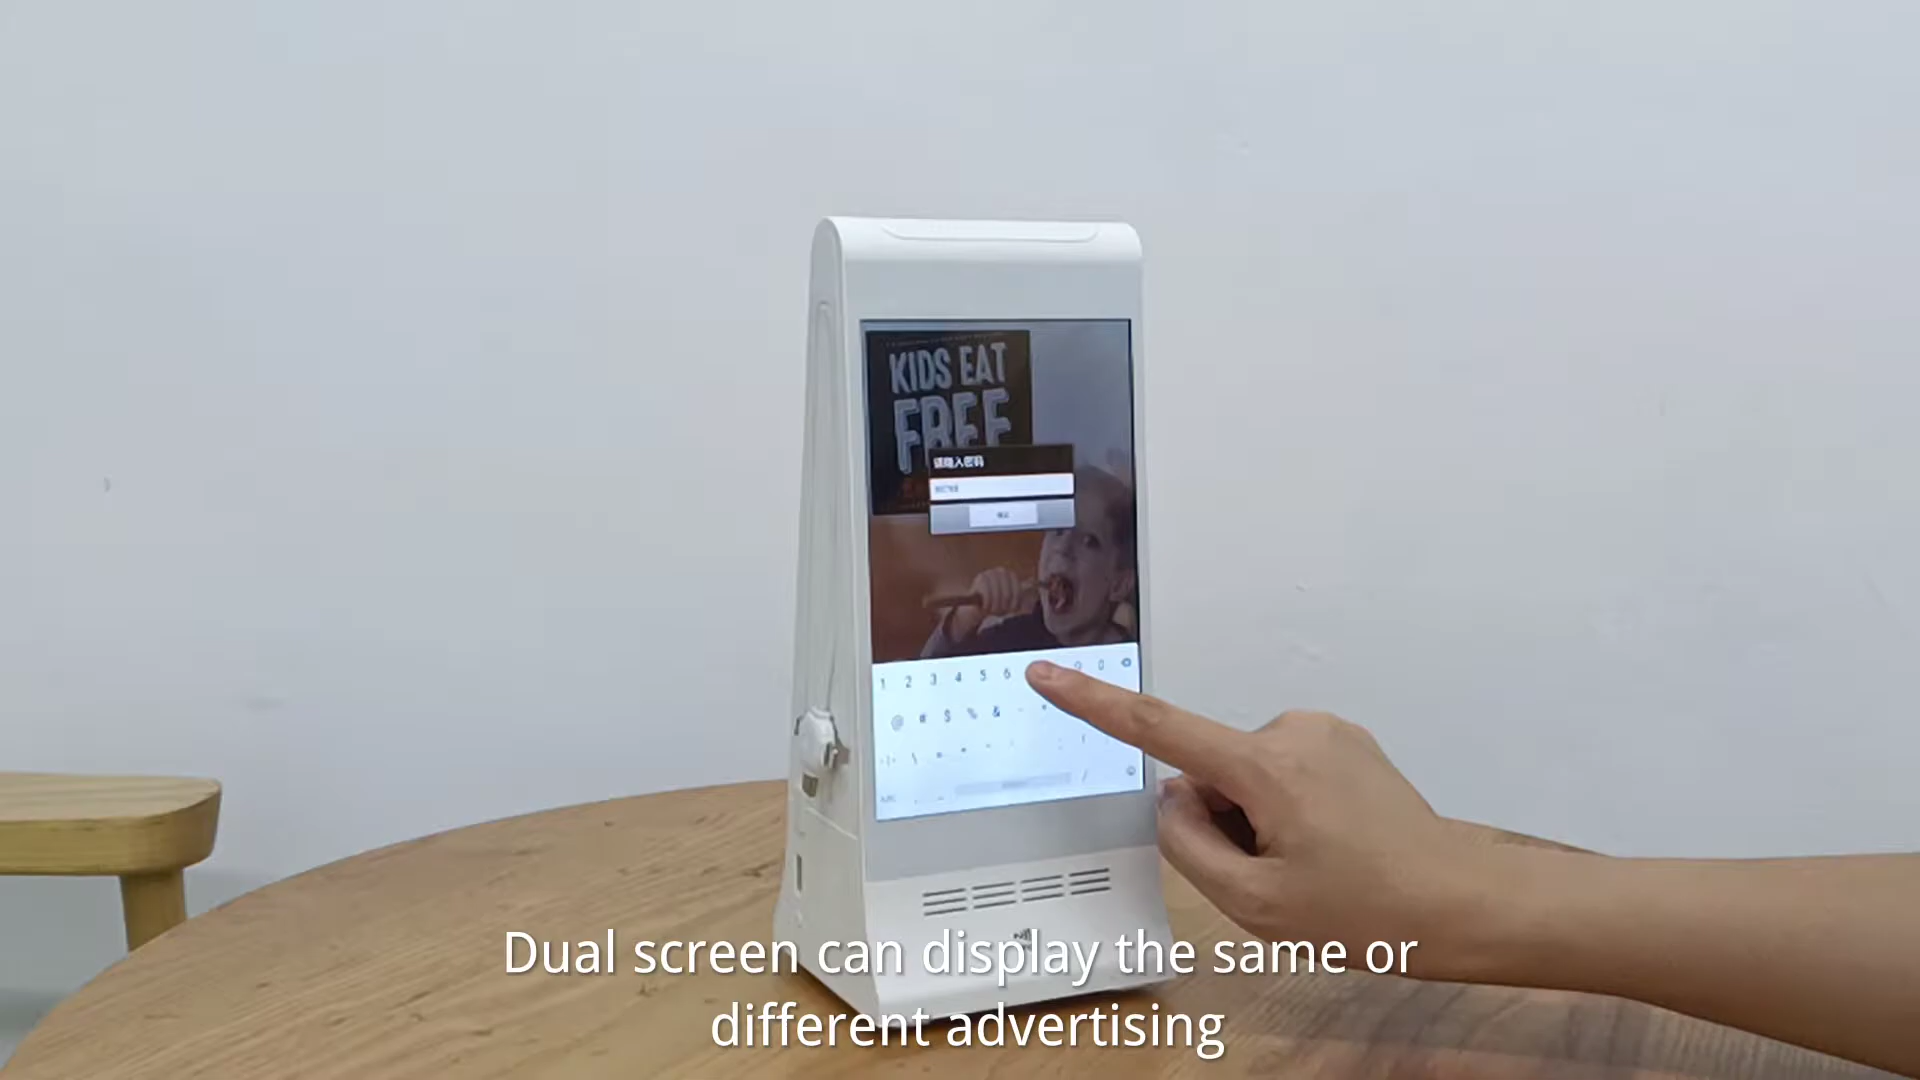 KIDS EAT
FREE
请输入密码
1 2 3 4 5 6 0
@ # $ % &
Dual screen can display the same or
different advertising